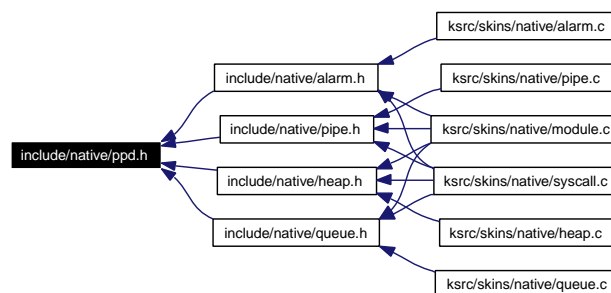 ksrc/skins/native/alarm.c
include/native/alarm.h
ksrc/skins/native/pipe.c
include/native/pipe.h
ksrc/skins/native/module.c
include/native/ppd.h
include/native/heap.h
ksrc/skins/native/syscall.c
include/native/queue.h
ksrc/skins/native/heap.c
ksrc/skins/native/queue.c